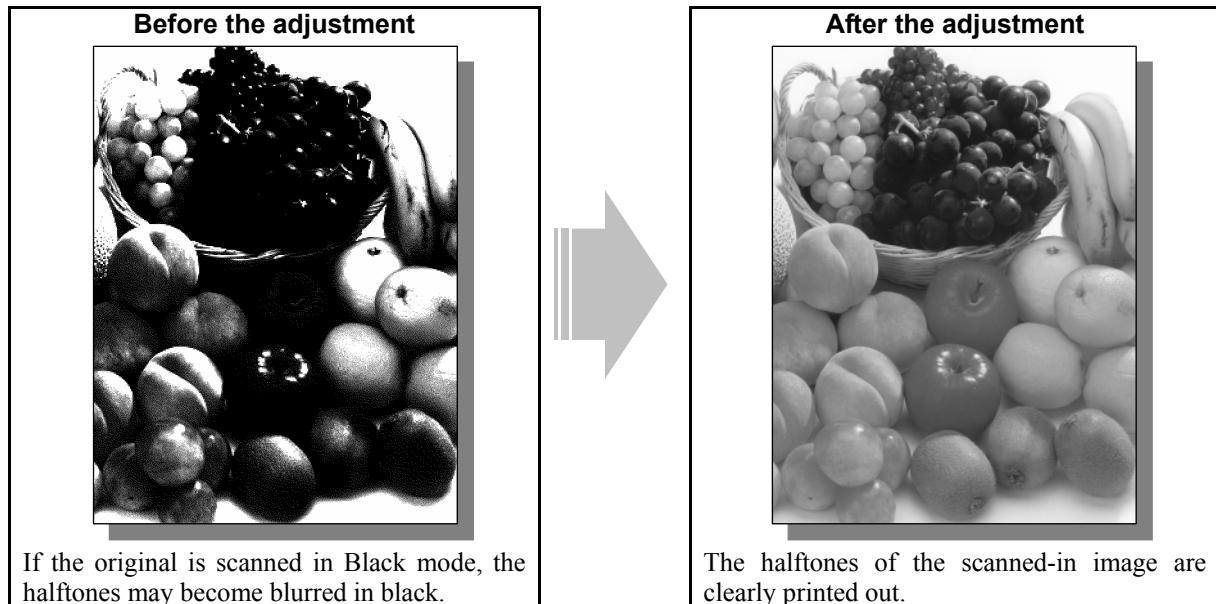 Before the adjustment
If the original is scanned in Black mode, the
halftones may become blurred in black.
After the adjustment
The halftones of the scanned-in image are
clearly printed out.